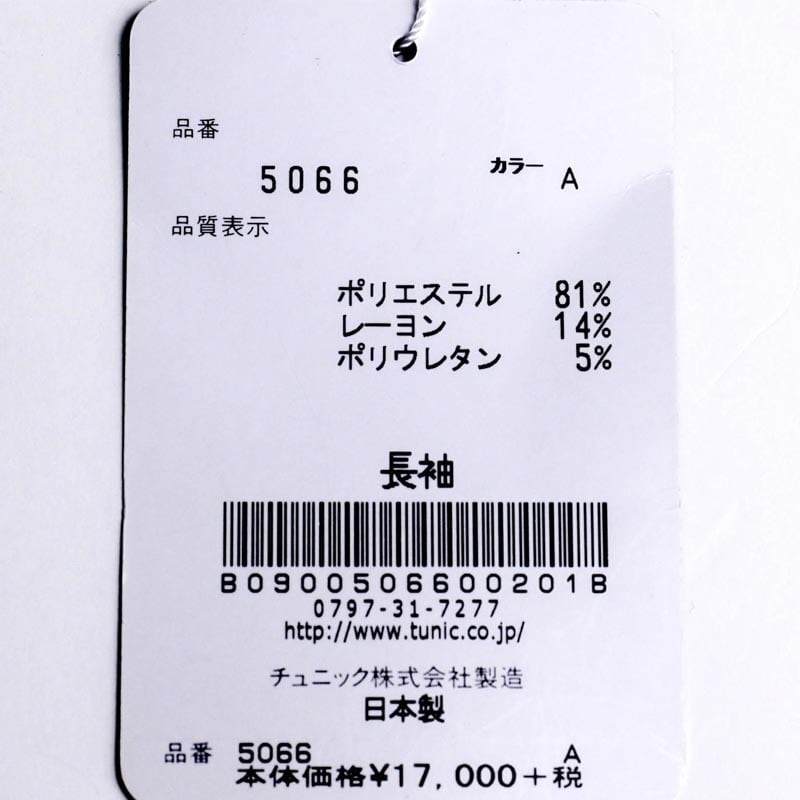 品番
5066 カラー A
品質表示
ポリエステル 81%
レーヨン 14%
ポリウレタン 5%
長袖
B0900506600201B
0797-31-7277
http://www.tunic.co.jp/
チュニック株式会社製造
日本製
品番 5066 A
本体価格¥17,000+税